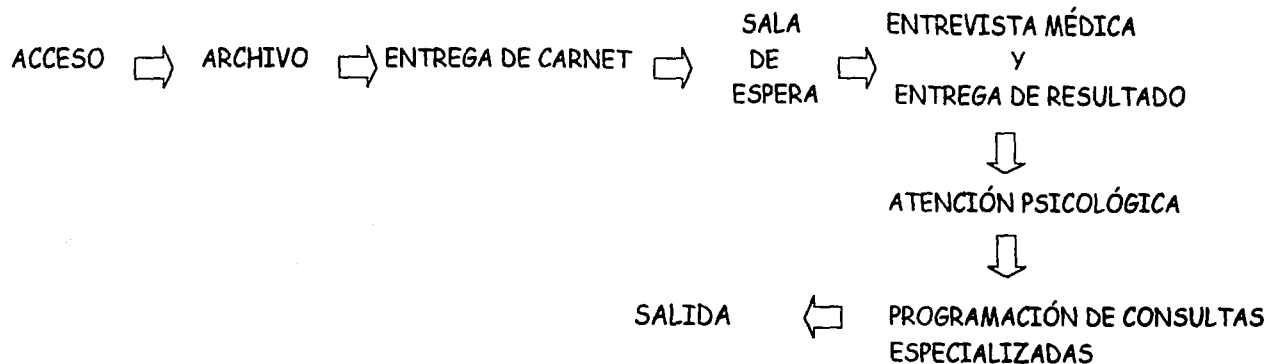 ACCESO
ARCHIVO
ENTREGA DE CARNET
SALA
DE
ESPERA
ENTREVISTA MÉDICA
Y
ENTREGA DE RESULTADO
ATENCIÓN PSICOLÓGICA
PROGRAMACIÓN DE CONSULTAS
ESPECIALIZADAS
SALIDA